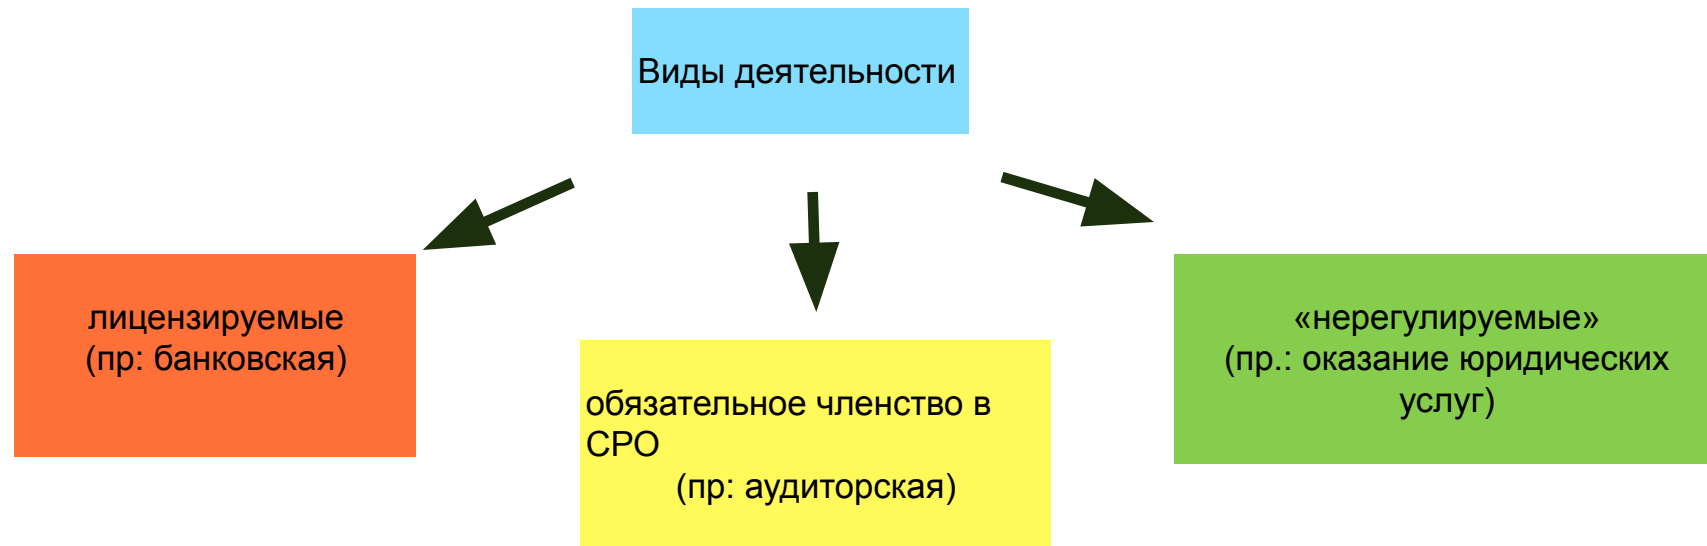 Виды деятельности
лицензируемые
(пр: банковская)
обязательное членство в
СРО
(пр: аудиторская)
«нерегулируемые»
(пр.: оказание юридических
услуг)